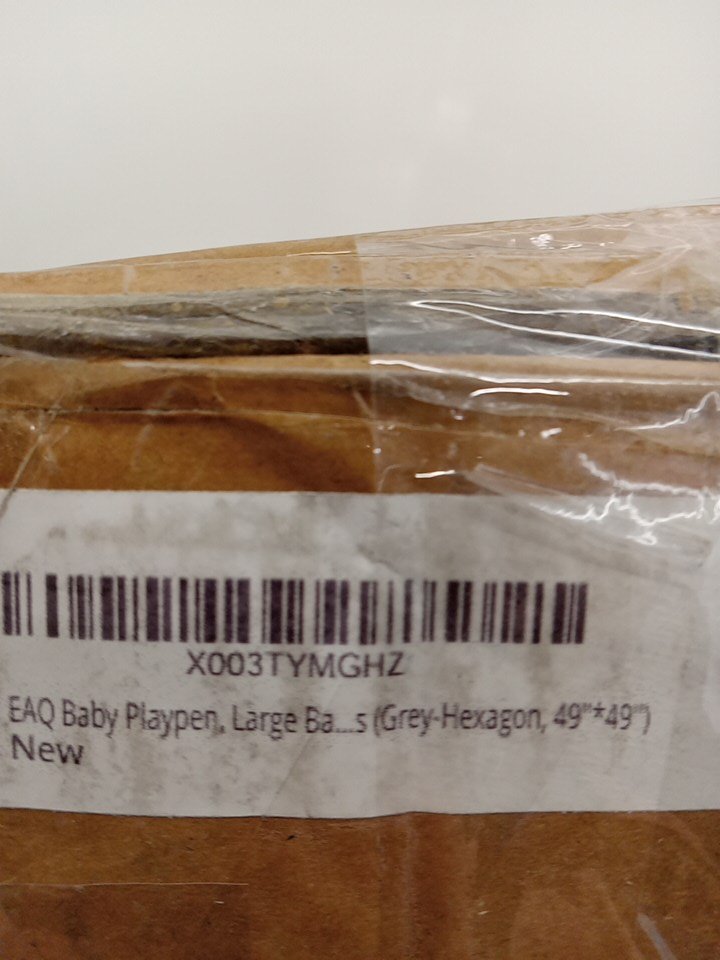 X003TYMGHZ
EAQ Baby Playpen, Large Ba...s (Grey-Hexagon, 49"*49")
New